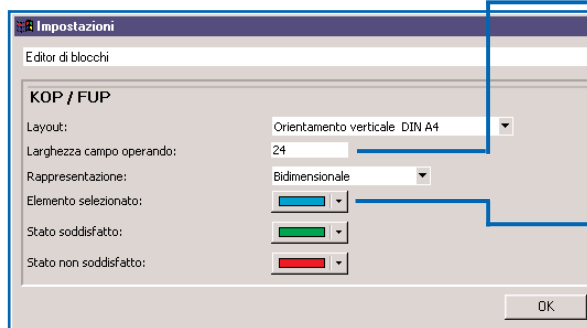 Impostazioni
Editor di blocchi
KOP / FUP
Layout: Orientamento verticale DIN A4
Larghezza campo operando: 24
Rappresentazione: Bidimensionale
Elemento selezionato:
Stato soddisfatto:
Stato non soddisfatto:
OK